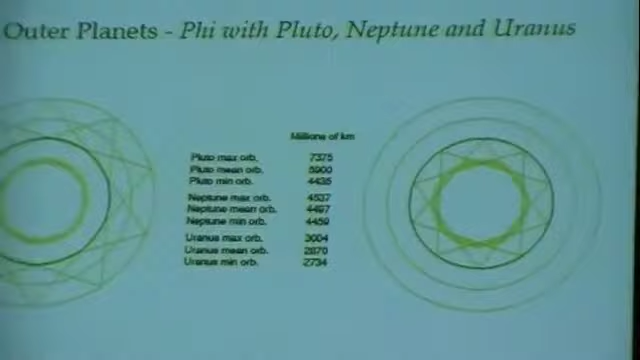 Outer Planets - Phi with Pluto, Neptune and Uranus
Millions of km
Pluto max orb. 7375
Pluto mean orb. 5900
Pluto min orb. 4435
Neptune max orb. 4537
Neptune mean orb. 4497
Neptune min orb. 4459
Uranus max orb. 3004
Uranus mean orb. 2870
Uranus min orb. 2734